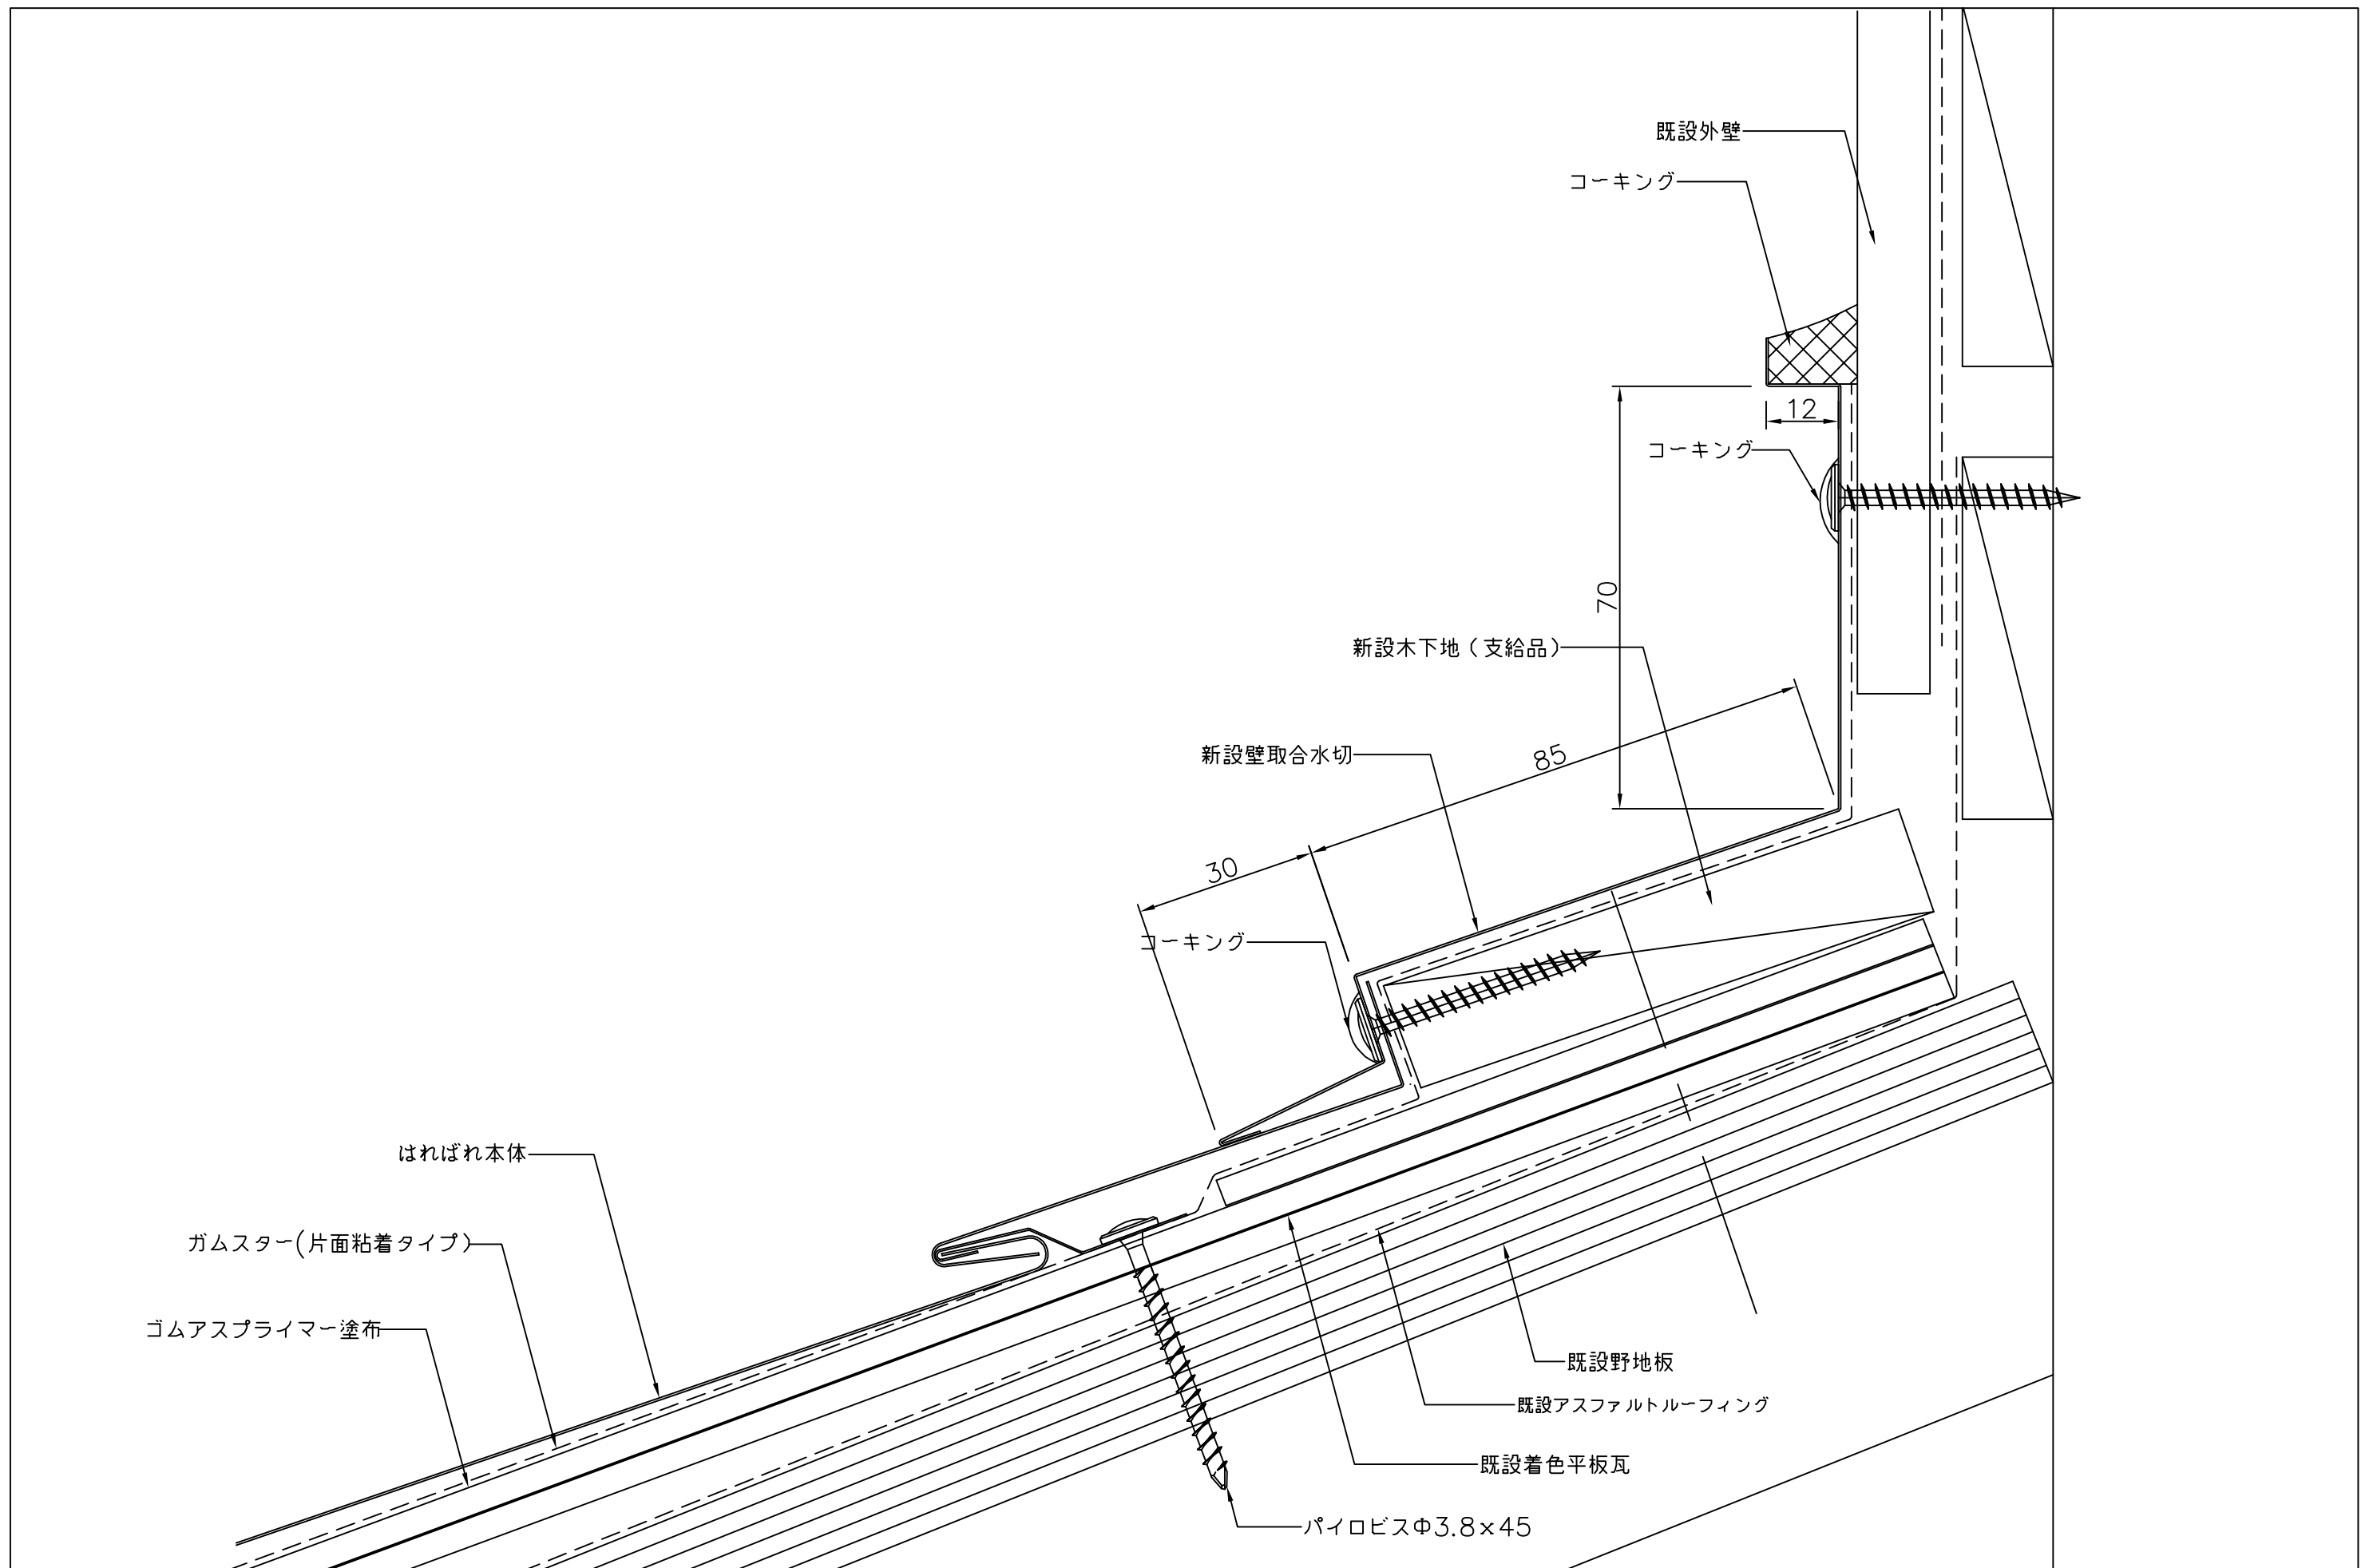 既設外壁
コーキング
12
コーキング
70
新設木下地（支給品）
新設壁取合水切
85
30
コーキング
はればれ本体
ガムスター(片面粘着タイプ)
ゴムアスプライマー塗布
既設野地板
既設アスファルトルーフィング
既設着色平板瓦
パイロビスΦ3.8×45